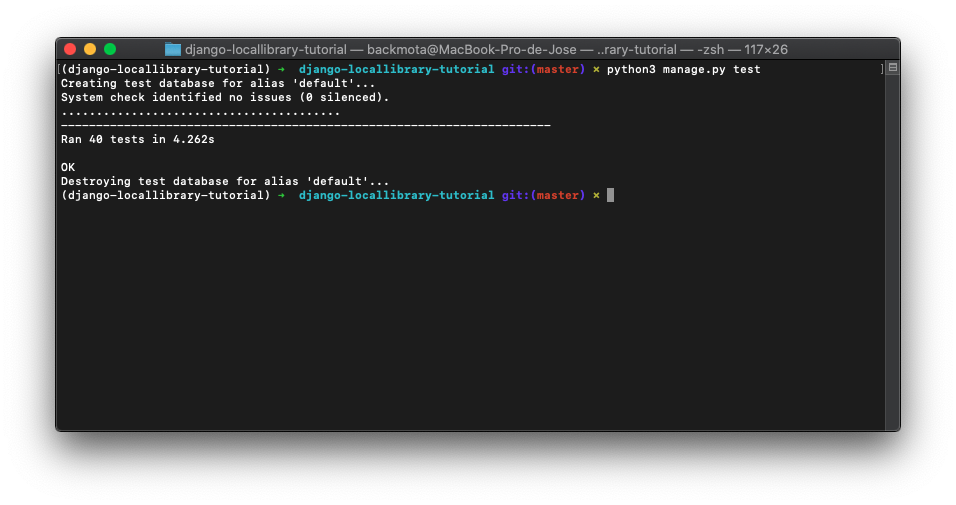 django-locallibrary-tutorial — backmota@MacBook-Pro-de-Jose — ..rary-tutorial — -zsh — 117×26
[(django-locallibrary-tutorial) ➜  django-locallibrary-tutorial git:(master) ✗ python3 manage.py test ]
Creating test database for alias 'default'...
System check identified no issues (0 silenced).
........................................
----------------------------------------------------------------------
Ran 40 tests in 4.262s
OK
Destroying test database for alias 'default'...
(django-locallibrary-tutorial) ➜  django-locallibrary-tutorial git:(master) ✗